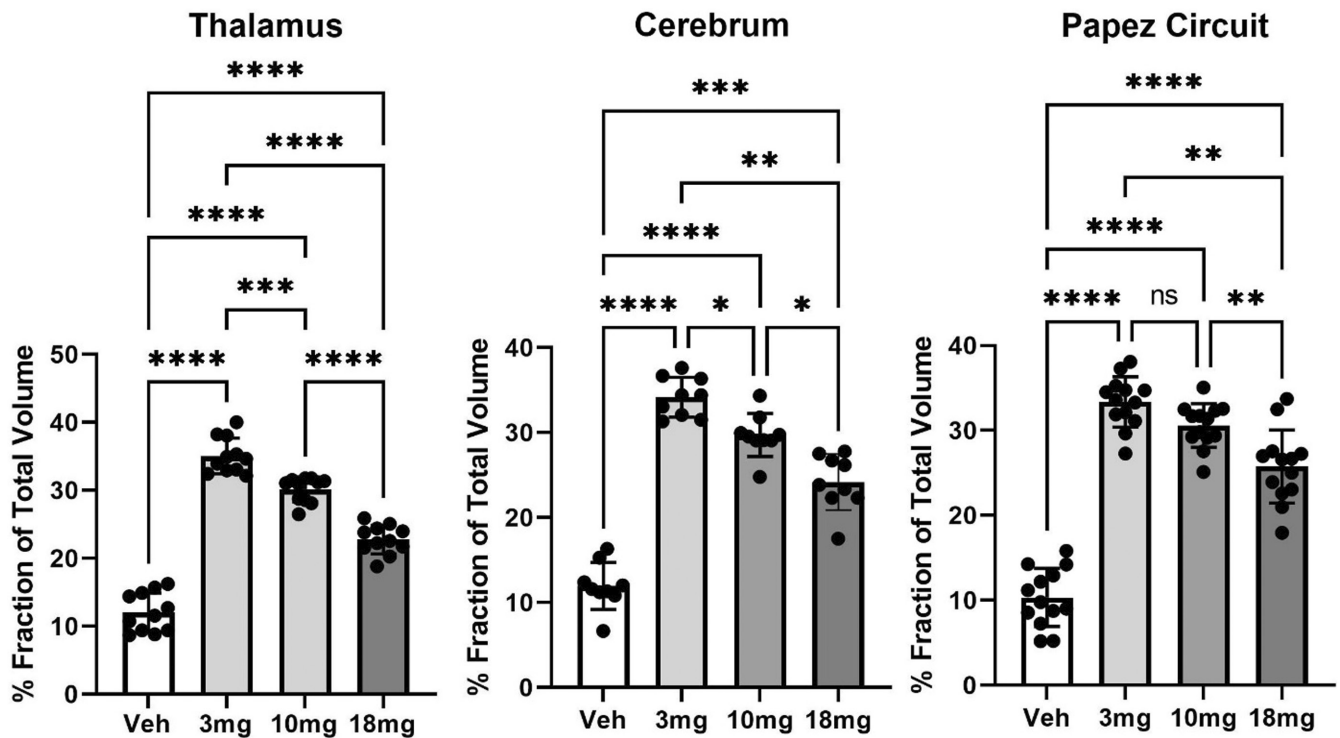 Thalamus
****
****
****
***
**** ****
% Fraction of Total Volume
50
40
30
20
10
0
Veh 3mg 10mg 18mg
Cerebrum
***
**
****
**** * *
% Fraction of Total Volume
40
30
20
10
0
Veh 3mg 10mg 18mg
Papez Circuit
****
**
****
**** ns **
% Fraction of Total Volume
40
30
20
10
0
Veh 3mg 10mg 18mg